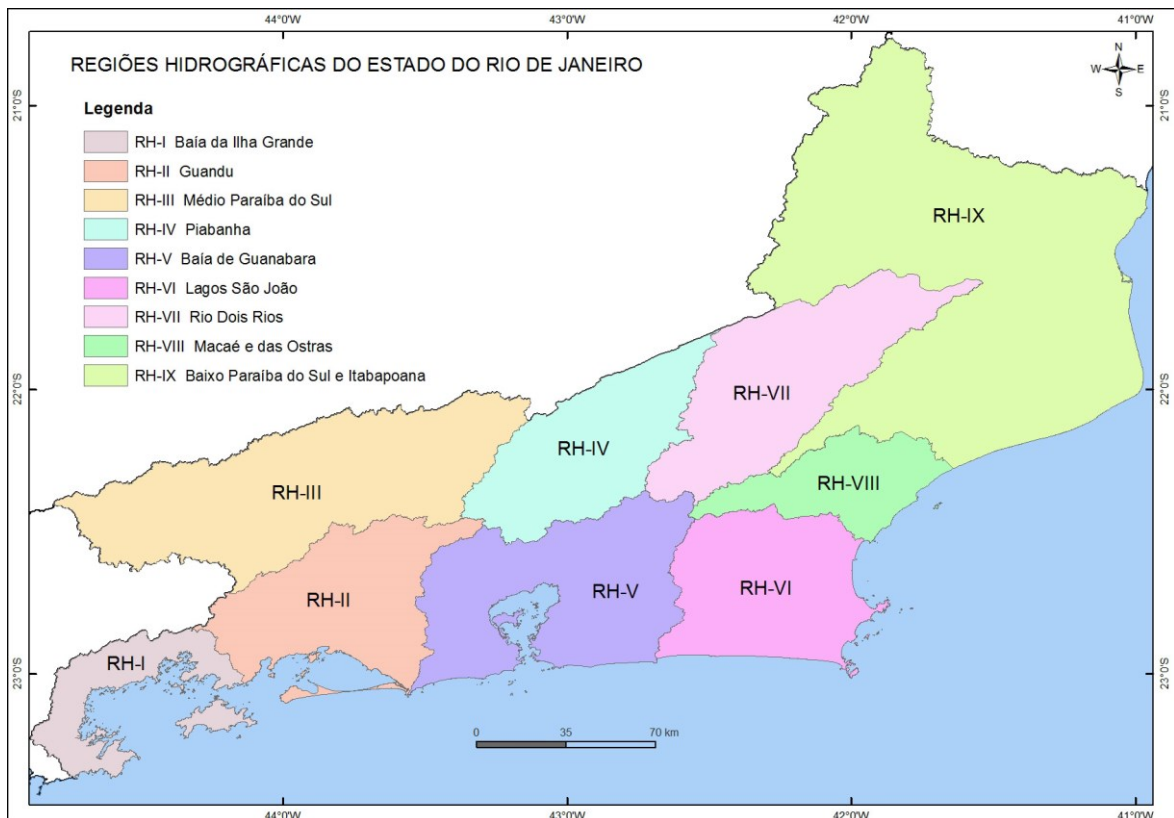 44°0'W 43°0'W 42°0'W 41°0'W
REGIÕES HIDROGRÁFICAS DO ESTADO DO RIO DE JANEIRO
N
W E
S
21°0'S 21°0'S
Legenda
RH-I Baía da Ilha Grande
RH-II Guandu
RH-III Médio Paraíba do Sul
RH-IV Piabanha
RH-V Baía de Guanabara
RH-VI Lagos São João
RH-VII Rio Dois Rios
RH-VIII Macaé e das Ostras
RH-IX Baixo Paraíba do Sul e Itabapoana
RH-IX
22°0'S 22°0'S
RH-VII
RH-IV
RH-VIII
RH-III
RH-VI
RH-V
RH-II
RH-I
23°0'S 23°0'S
0 35 70 km
44°0'W 43°0'W 42°0'W 41°0'W